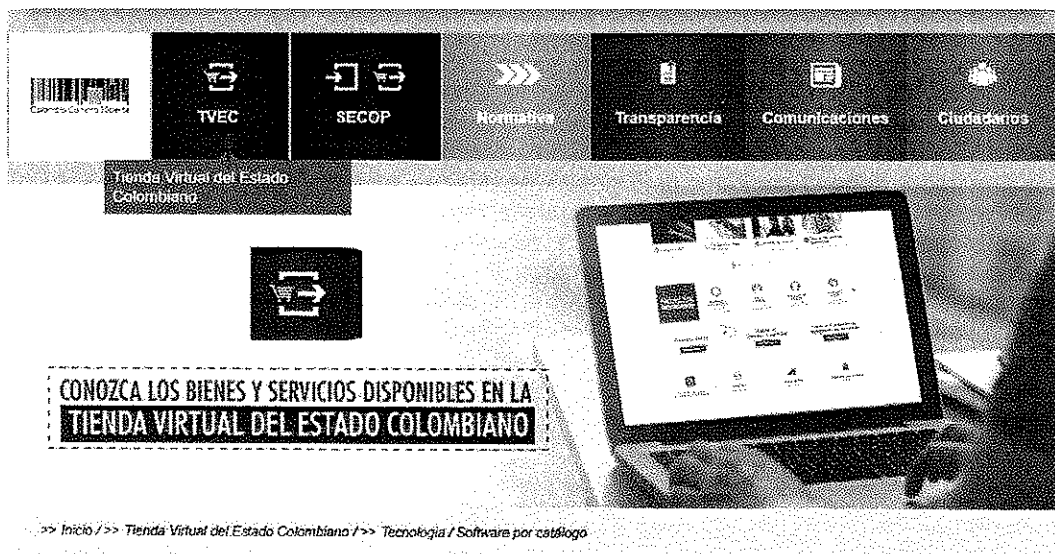 TVEC
SECOP
Normativa
Transparencia
Comunicaciones
Ciudadanos
Tienda Virtual del Estado
Colombiano
CONOZCA LOS BIENES Y SERVICIOS DISPONIBLES EN LA
TIENDA VIRTUAL DEL ESTADO COLOMBIANO
>> Inicio / >> Tienda Virtual del Estado Colombiano / >> Tecnología / Software por catálogo